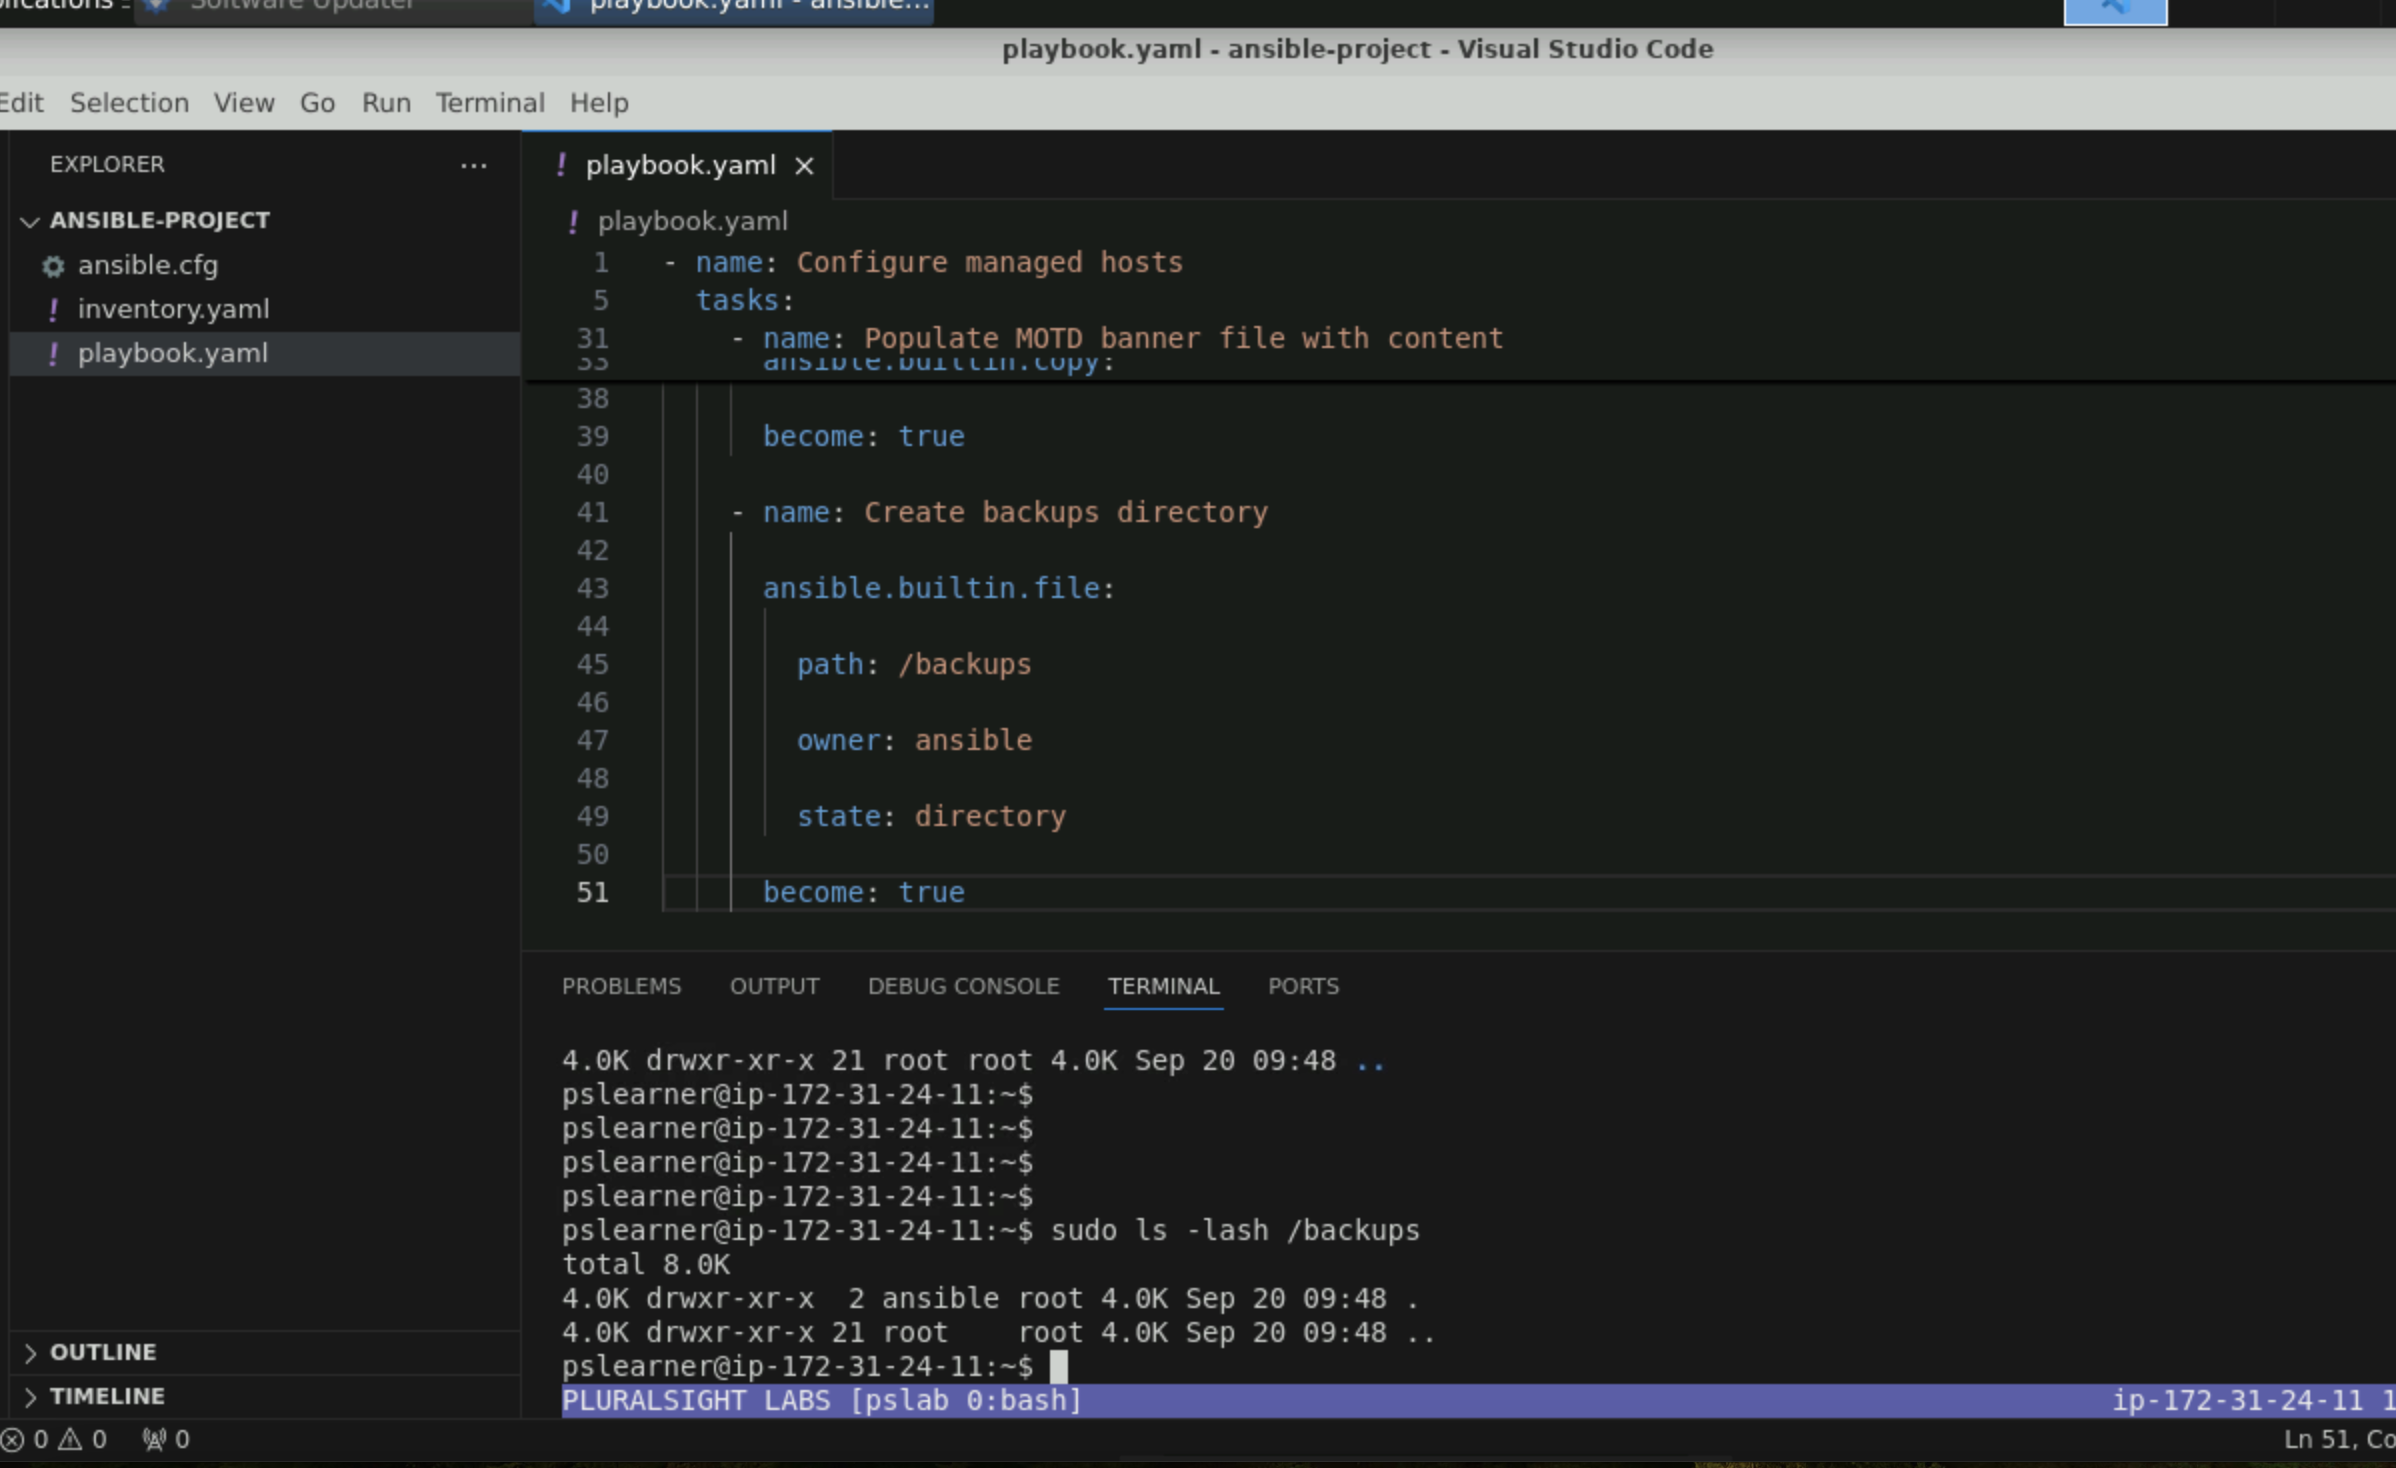 Software Updater
playbook.yaml - ansible...
playbook.yaml - ansible-project - Visual Studio Code
Edit Selection View Go Run Terminal Help
EXPLORER
ANSIBLE-PROJECT
ansible.cfg
! inventory.yaml
! playbook.yaml
OUTLINE
TIMELINE
! playbook.yaml
! playbook.yaml
1 - name: Configure managed hosts
5 tasks:
31 - name: Populate MOTD banner file with content
33 ansible.builtin.copy:
38
39 become: true
40
41 - name: Create backups directory
42
43 ansible.builtin.file:
44
45 path: /backups
46
47 owner: ansible
48
49 state: directory
50
51 become: true
PROBLEMS OUTPUT DEBUG CONSOLE TERMINAL PORTS
4.0K drwxr-xr-x 21 root root 4.0K Sep 20 09:48 ..
pslearner@ip-172-31-24-11:~$
pslearner@ip-172-31-24-11:~$
pslearner@ip-172-31-24-11:~$
pslearner@ip-172-31-24-11:~$
pslearner@ip-172-31-24-11:~$ sudo ls -lash /backups
total 8.0K
4.0K drwxr-xr-x 2 ansible root 4.0K Sep 20 09:48 .
4.0K drwxr-xr-x 21 root root 4.0K Sep 20 09:48 ..
pslearner@ip-172-31-24-11:~$
PLURALSIGHT LABS [pslab 0:bash] ip-172-31-24-11 1
0 0 0
Ln 51, Co